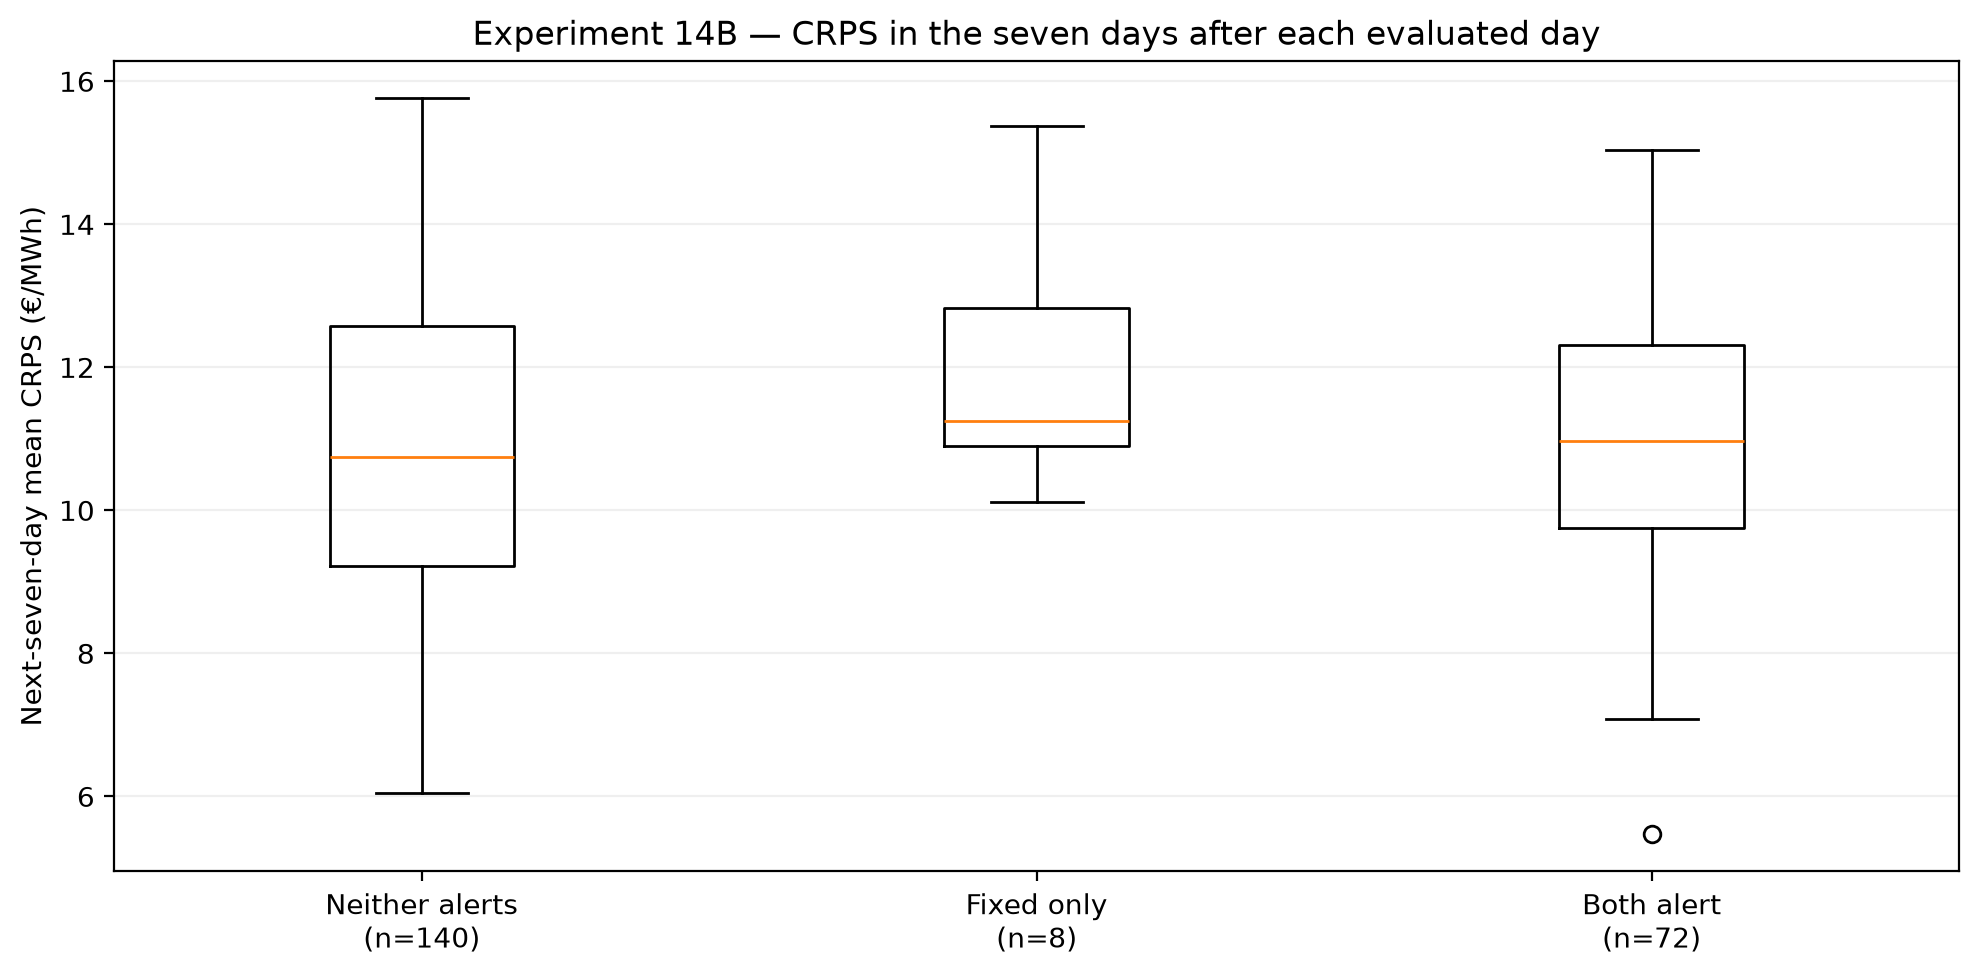 Experiment 14B — CRPS in the seven days after each evaluated day
Next-seven-day mean CRPS (€/MWh)
16
14
12
10
8
6
Neither alerts
(n=140)
Fixed only
(n=8)
Both alert
(n=72)